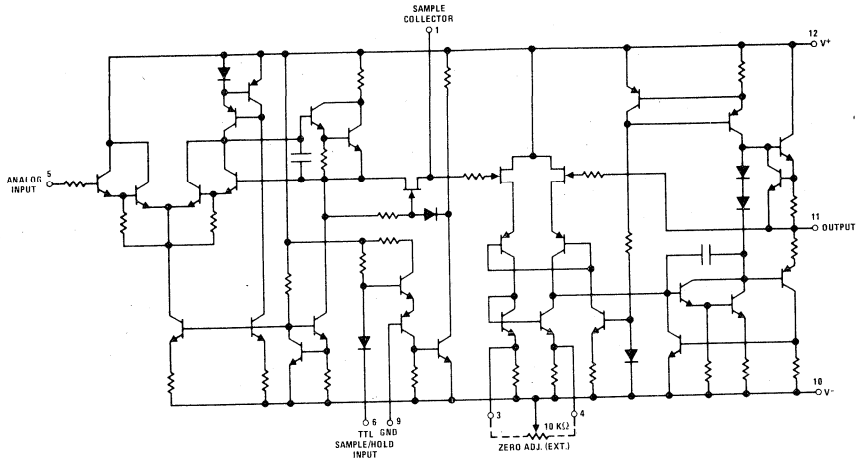 SAMPLE
COLLECTOR
1
12
V+
5
ANALOG
INPUT
11
OUTPUT
10
V-
6
9 GND
TTL
SAMPLE/HOLD
INPUT
3
4
10 KΩ
ZERO ADJ. (EXT.)